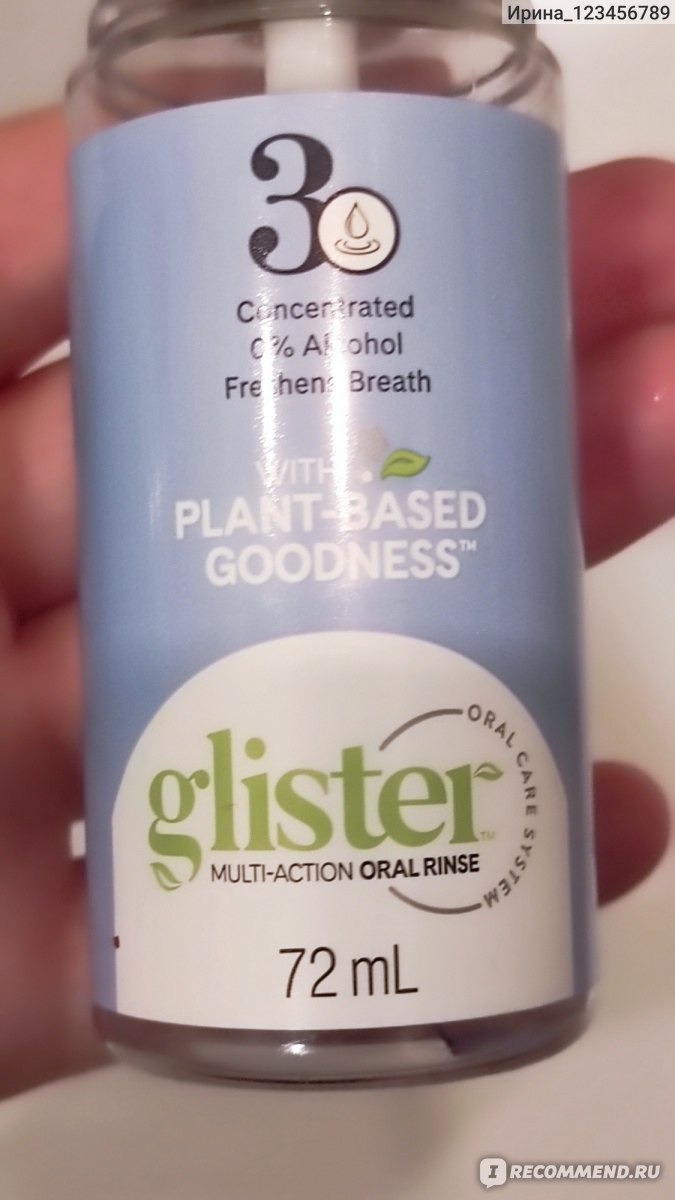 Ирина_123456789
3
Concentrated
0% Alcohol
Freshens Breath
WITH
PLANT-BASED
GOODNESS™
glister™
ORAL CARE SYSTEM
MULTI-ACTION ORAL RINSE
72 mL
I RECOMMEND.RU